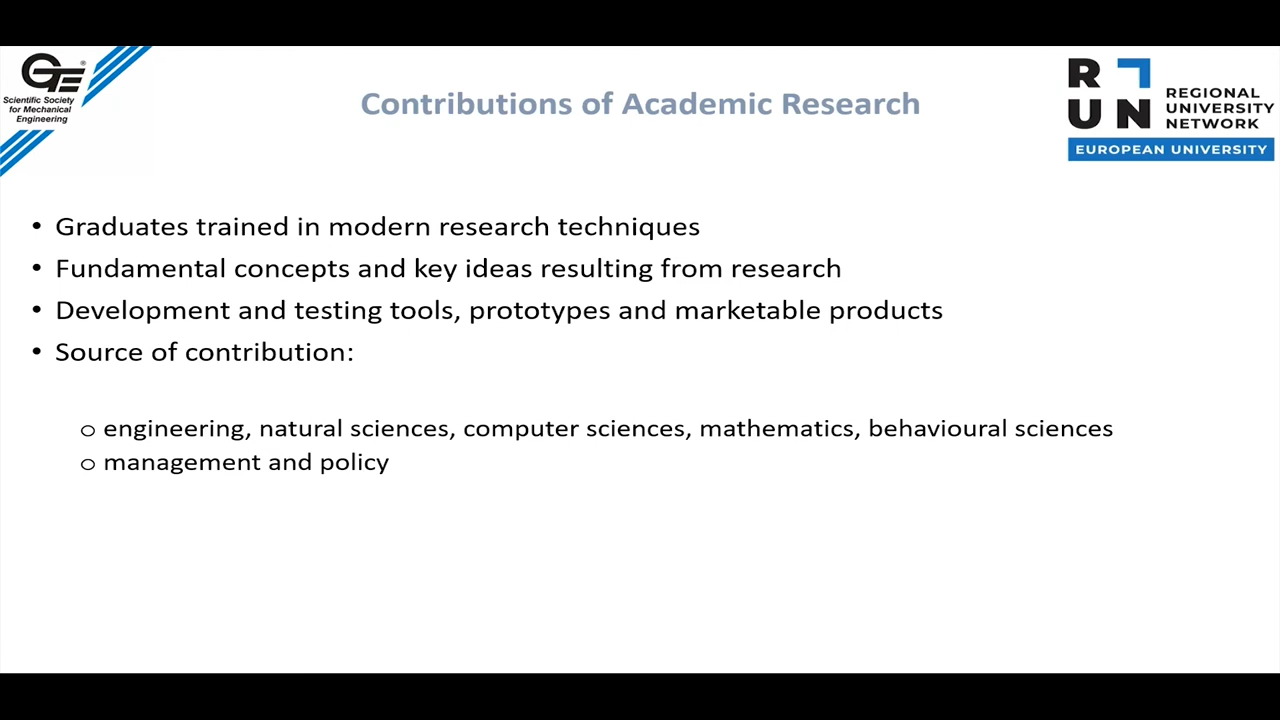 GTE®
Scientific Society
for Mechanical
Engineering
Contributions of Academic Research
R
UN
REGIONAL
UNIVERSITY
NETWORK
EUROPEAN UNIVERSITY
• Graduates trained in modern research techniques
• Fundamental concepts and key ideas resulting from research
• Development and testing tools, prototypes and marketable products
• Source of contribution:
o engineering, natural sciences, computer sciences, mathematics, behavioural sciences
o management and policy